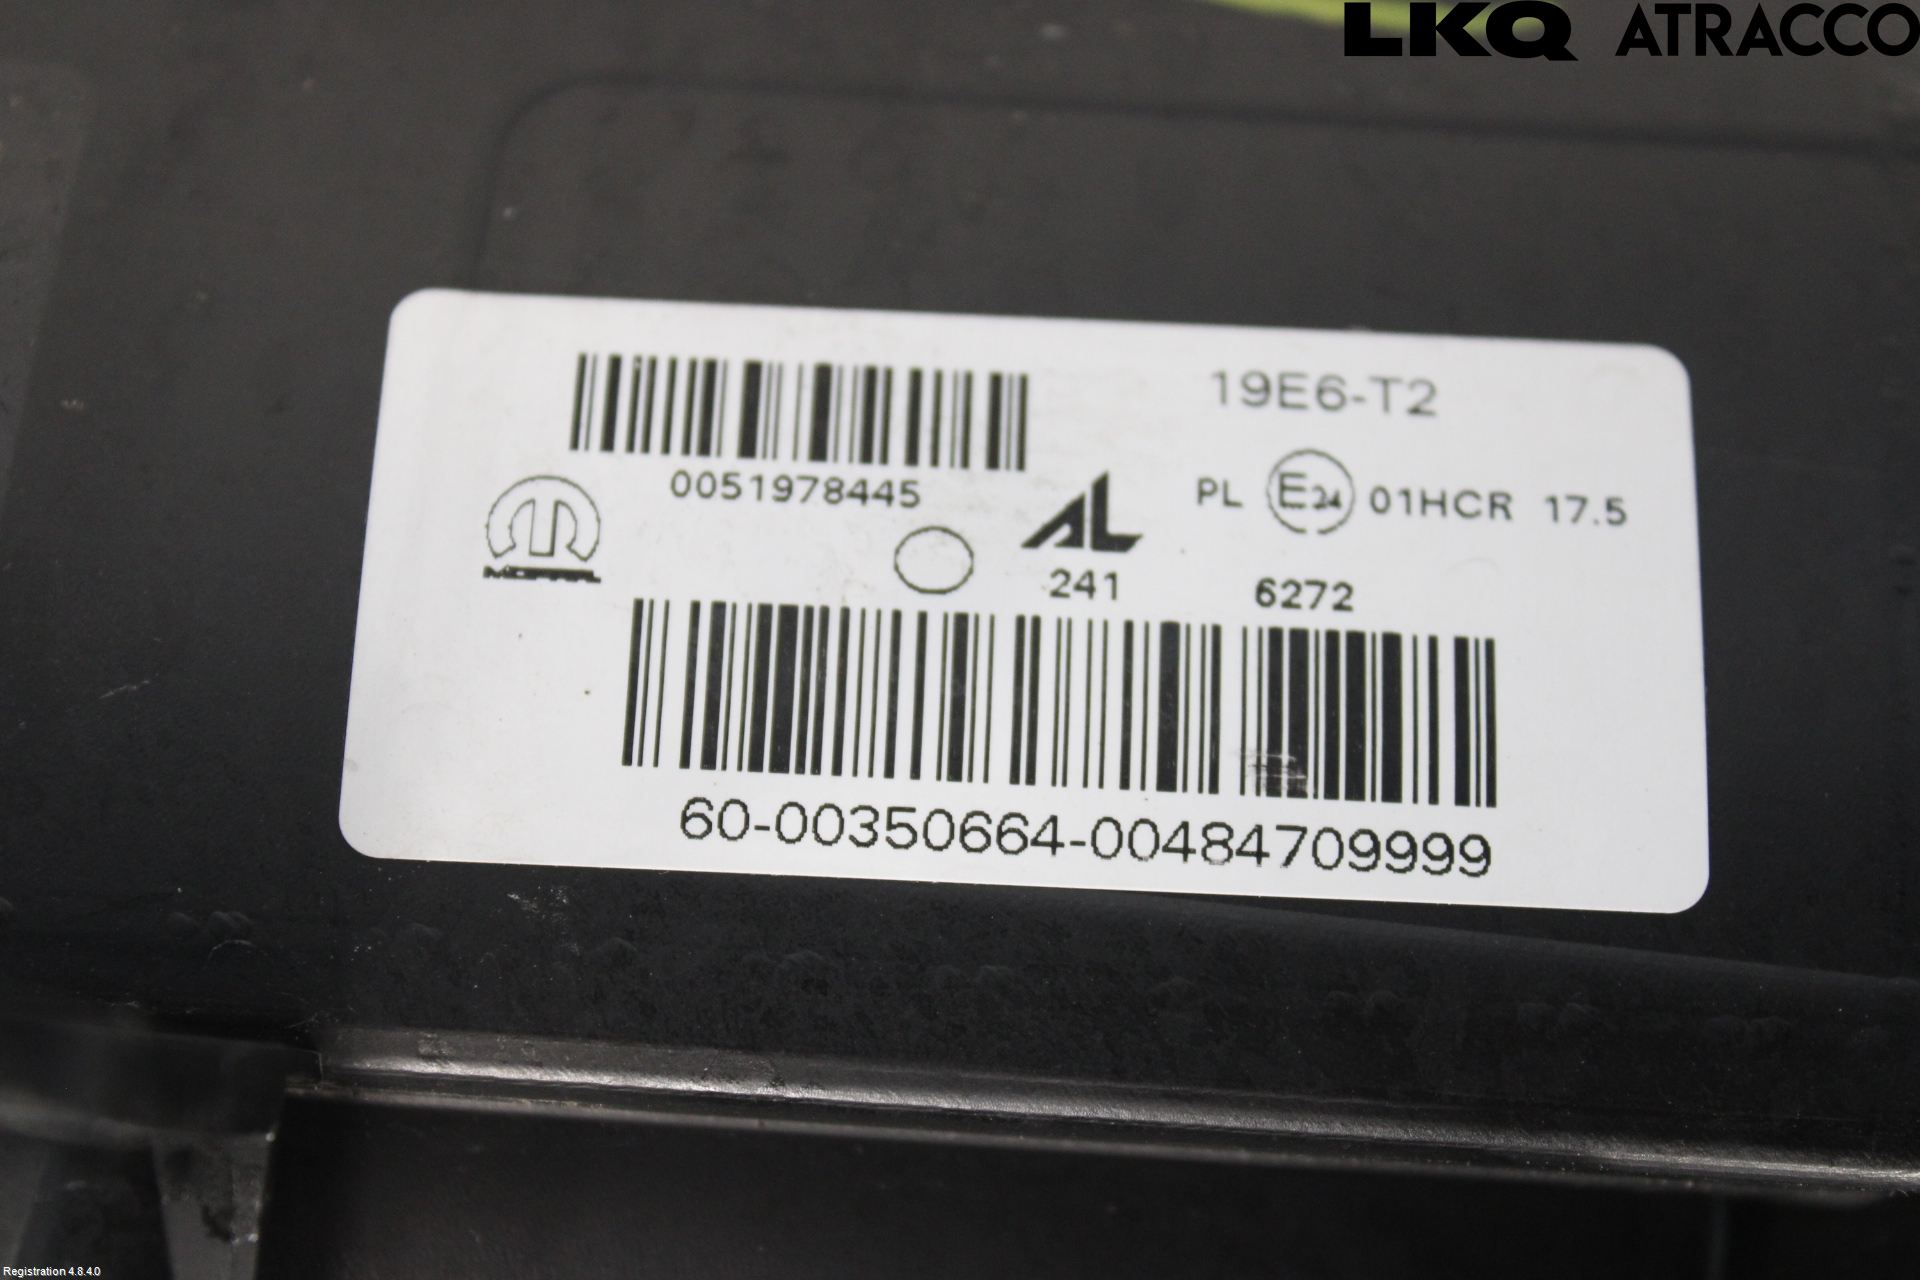 LKQ ATRACCO
19E6-T2
0051978445
PL E24 01HCR 17.5
MOPAR
AL
241 6272
60-00350664-00484709999
Registration 4.8.4.0